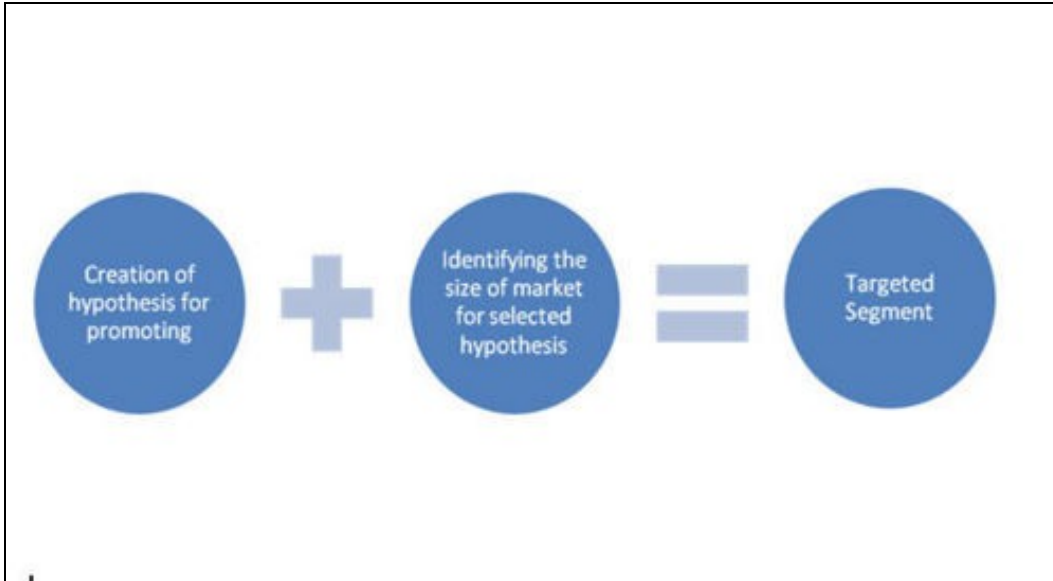 Creation of
hypothesis for
promoting
Identifying the
size of market
for selected
hypothesis
Targeted
Segment